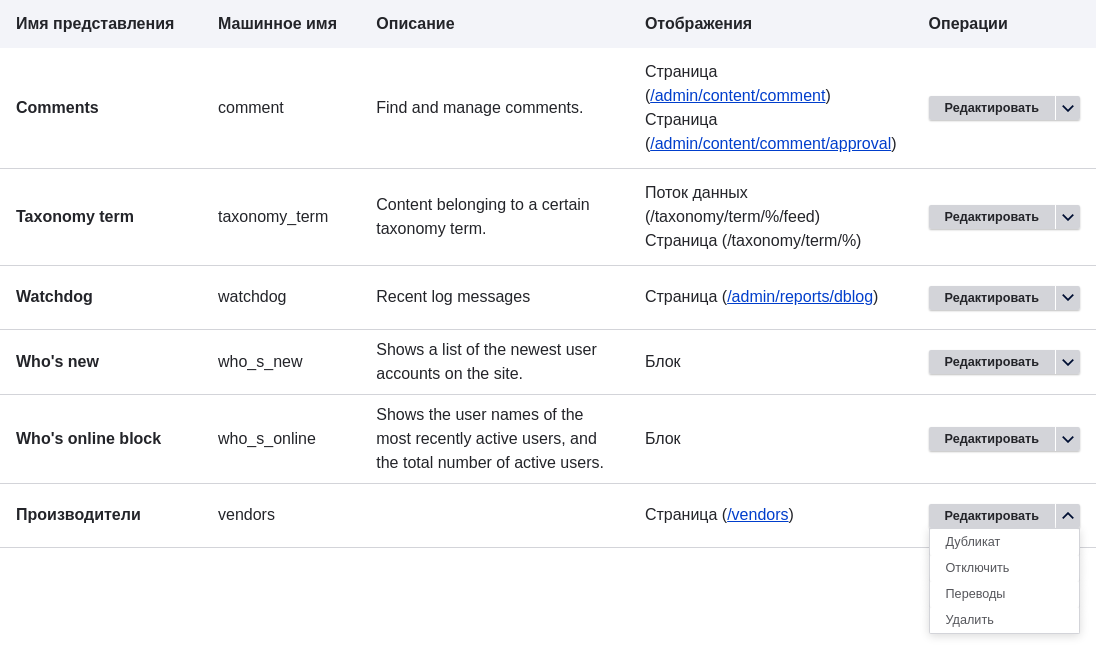 Имя представления Машинное имя Описание Отображения Операции
Comments comment Find and manage comments. Страница
(/admin/content/comment)
Страница
(/admin/content/comment/approval) Редактировать
Taxonomy term taxonomy_term Content belonging to a certain
taxonomy term. Поток данных
(/taxonomy/term/%/feed)
Страница (/taxonomy/term/%) Редактировать
Watchdog watchdog Recent log messages Страница (/admin/reports/dblog) Редактировать
Who's new who_s_new Shows a list of the newest user
accounts on the site. Блок Редактировать
Who's online block who_s_online Shows the user names of the
most recently active users, and
the total number of active users. Блок Редактировать
Производители vendors Страница (/vendors) Редактировать
Дубликат
Отключить
Переводы
Удалить